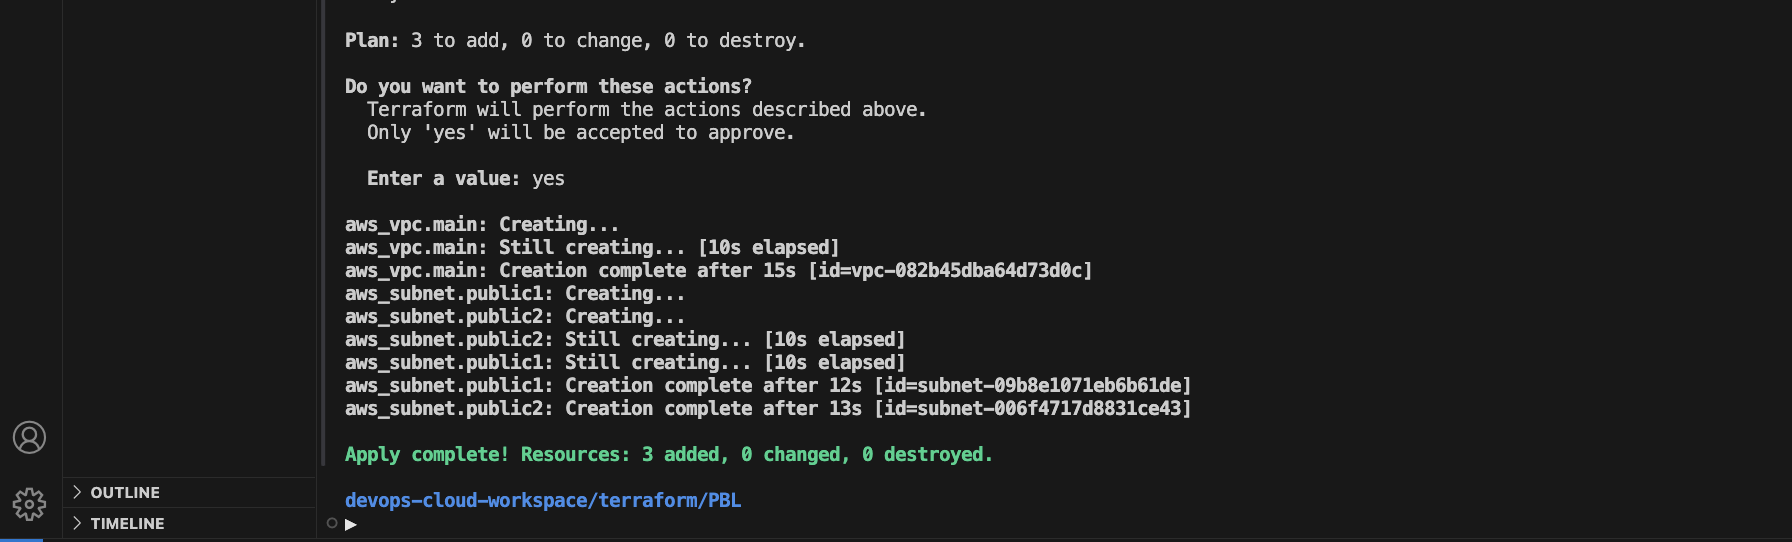 Plan: 3 to add, 0 to change, 0 to destroy.
Do you want to perform these actions?
Terraform will perform the actions described above.
Only 'yes' will be accepted to approve.
Enter a value: yes
aws_vpc.main: Creating...
aws_vpc.main: Still creating... [10s elapsed]
aws_vpc.main: Creation complete after 15s [id=vpc-082b45dba64d73d0c]
aws_subnet.public1: Creating...
aws_subnet.public2: Creating...
aws_subnet.public2: Still creating... [10s elapsed]
aws_subnet.public1: Still creating... [10s elapsed]
aws_subnet.public1: Creation complete after 12s [id=subnet-09b8e1071eb6b61de]
aws_subnet.public2: Creation complete after 13s [id=subnet-006f4717d8831ce43]
Apply complete! Resources: 3 added, 0 changed, 0 destroyed.
devops-cloud-workspace/terraform/PBL
OUTLINE
TIMELINE